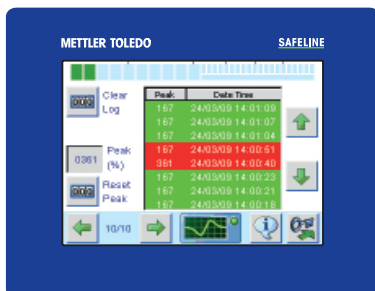 METTLER TOLEDO SAFELINE
Clear
Log
Peak Date Time
167 24/03/09 14:01:09
167 24/03/09 14:01:07
167 24/03/09 14:01:04
167 24/03/09 14:00:51
361 24/03/09 14:00:40
167 24/03/09 14:00:23
167 24/03/09 14:00:21
167 24/03/09 14:00:18
0361 Peak
(%)
000 Reset
Peak
10/10